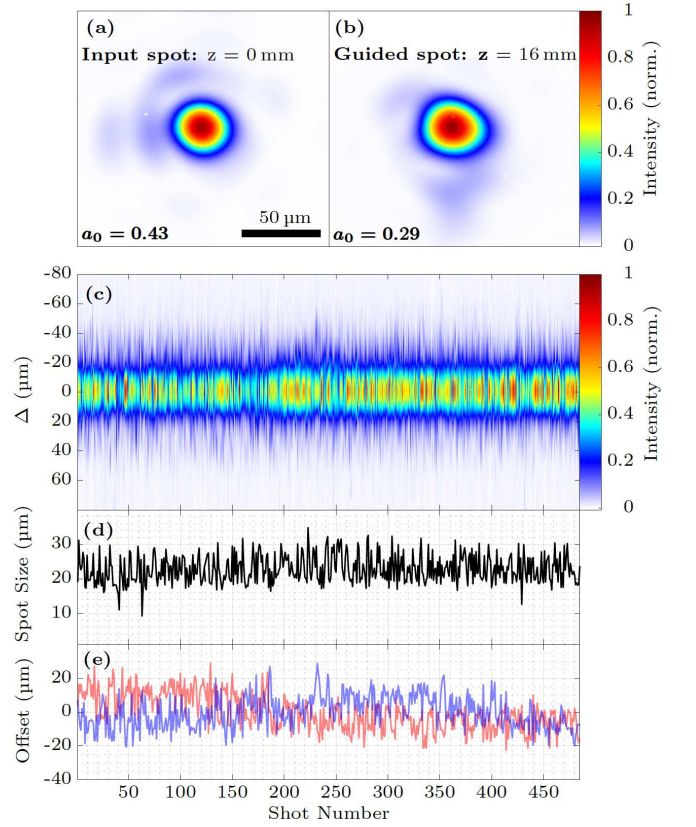 (a)
Input spot: z = 0 mm
a₀ = 0.43
50 µm
(b)
Guided spot: z = 16 mm
a₀ = 0.29
1
0.8
0.6
0.4
0.2
0
Intensity (norm.)
(c)
-80
-60
-40
-20
0
20
40
60
Δ (µm)
1
0.8
0.6
0.4
0.2
0
Intensity (norm.)
(d)
30
20
10
Spot Size (µm)
(e)
20
0
-20
-40
Offset (µm)
50 100 150 200 250 300 350 400 450
Shot Number